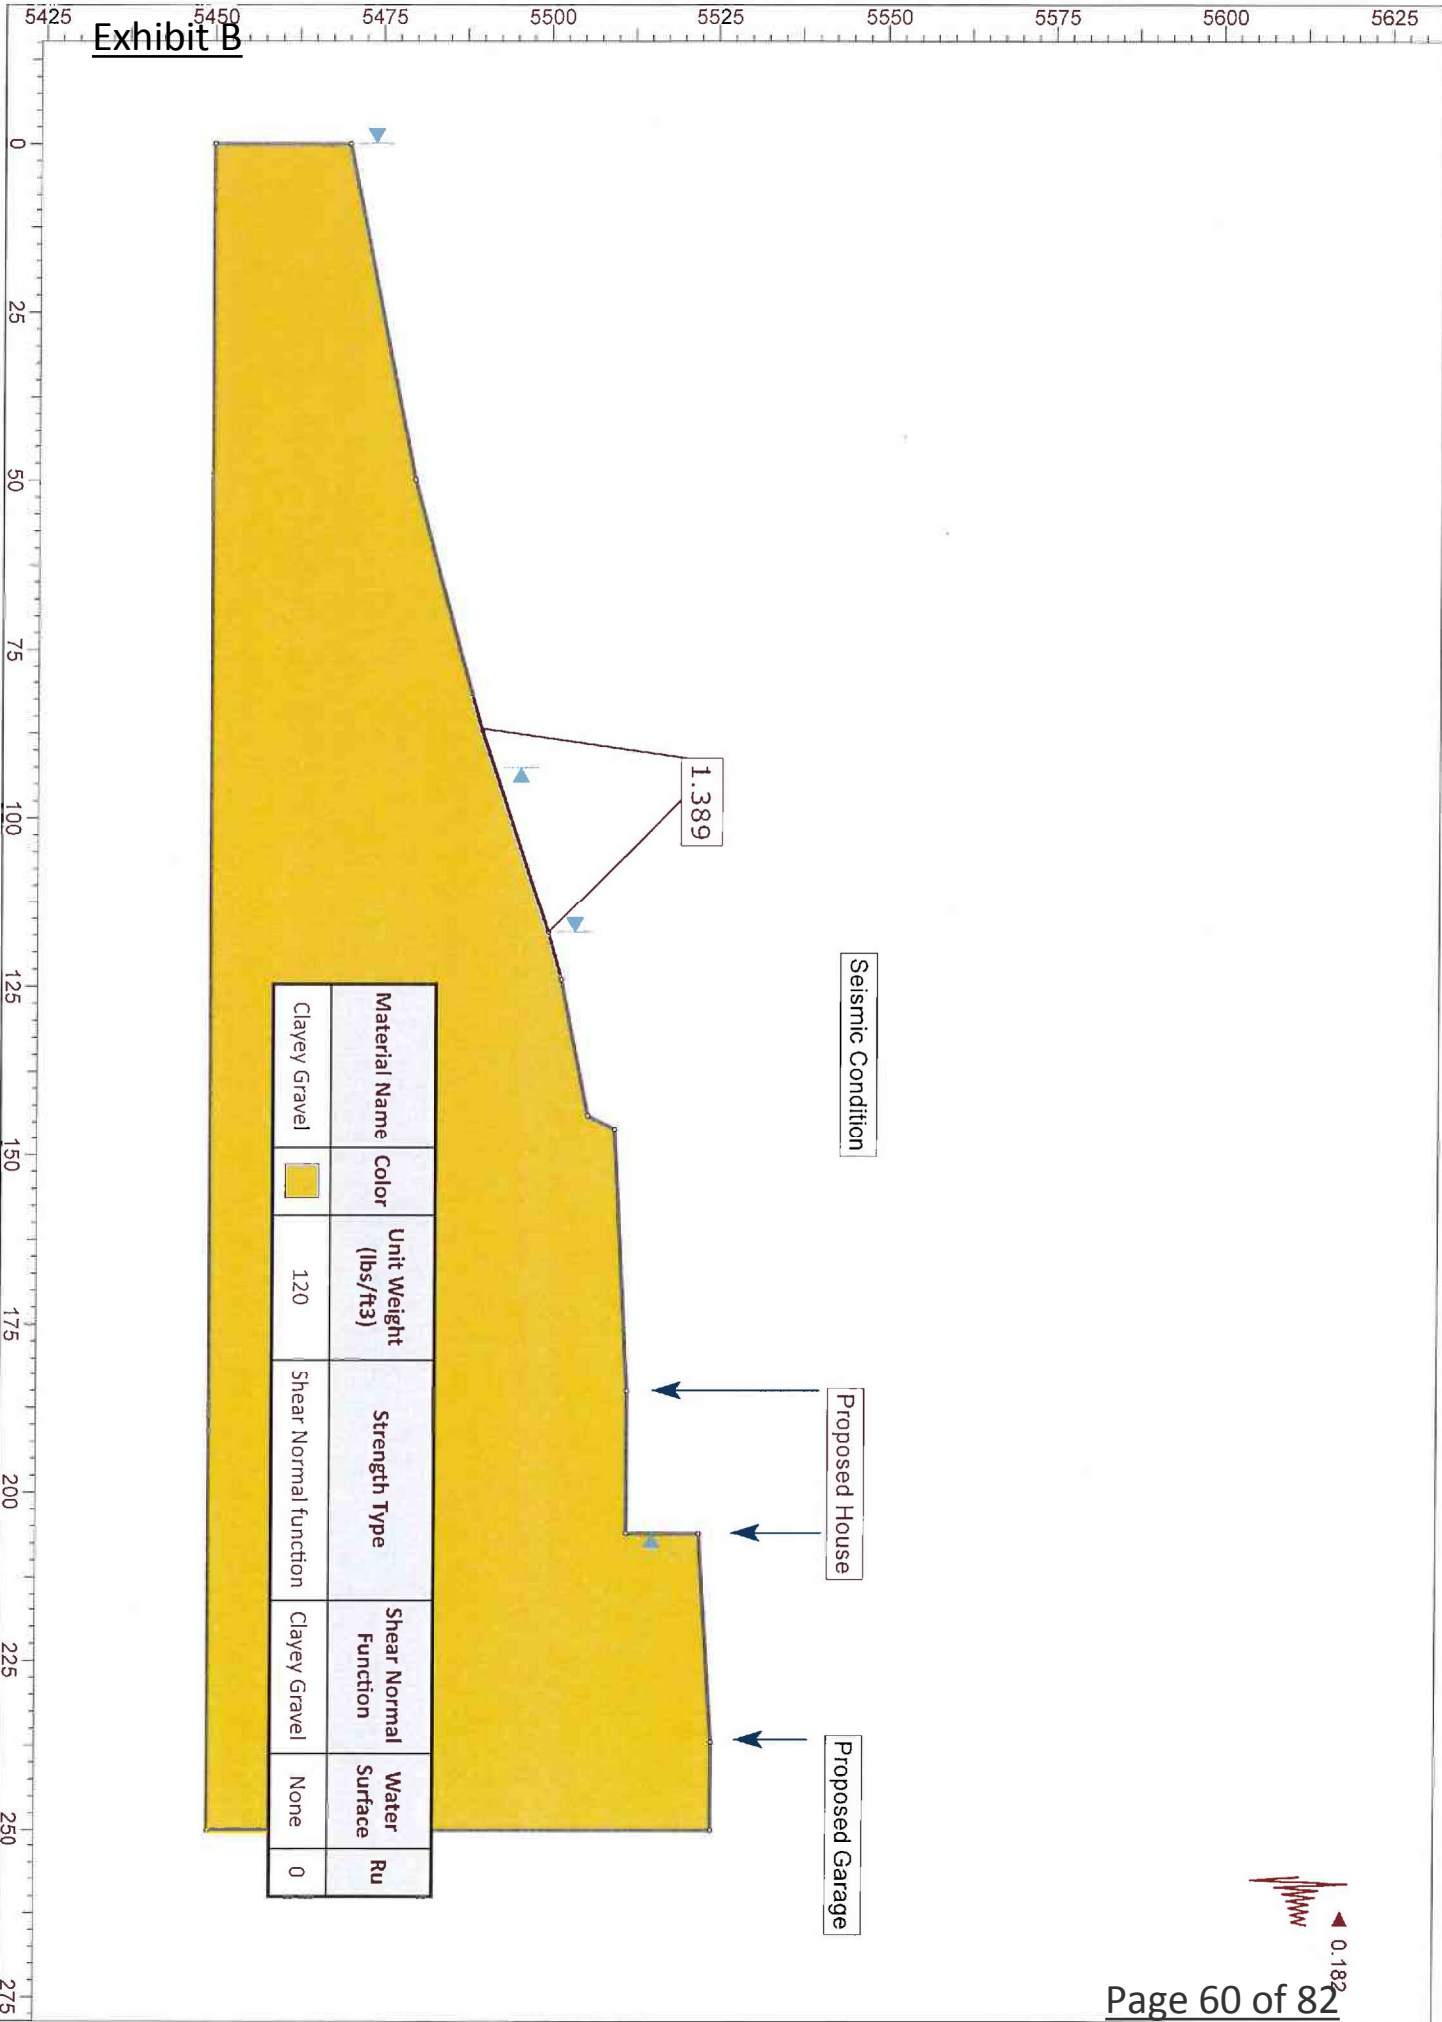 Exhibit B
5425 5450 5475 5500 5525 5550 5575 5600 5625
0 25 50 75 100 125 150 175 200 225 250 275
1.389
Seismic Condition
Proposed House
Proposed Garage
0.182
Material Name Color Unit Weight (lbs/ft3) Strength Type Shear Normal Function Water Surface Ru
Clayey Gravel 120 Shear Normal function Clayey Gravel None 0
Page 60 of 82